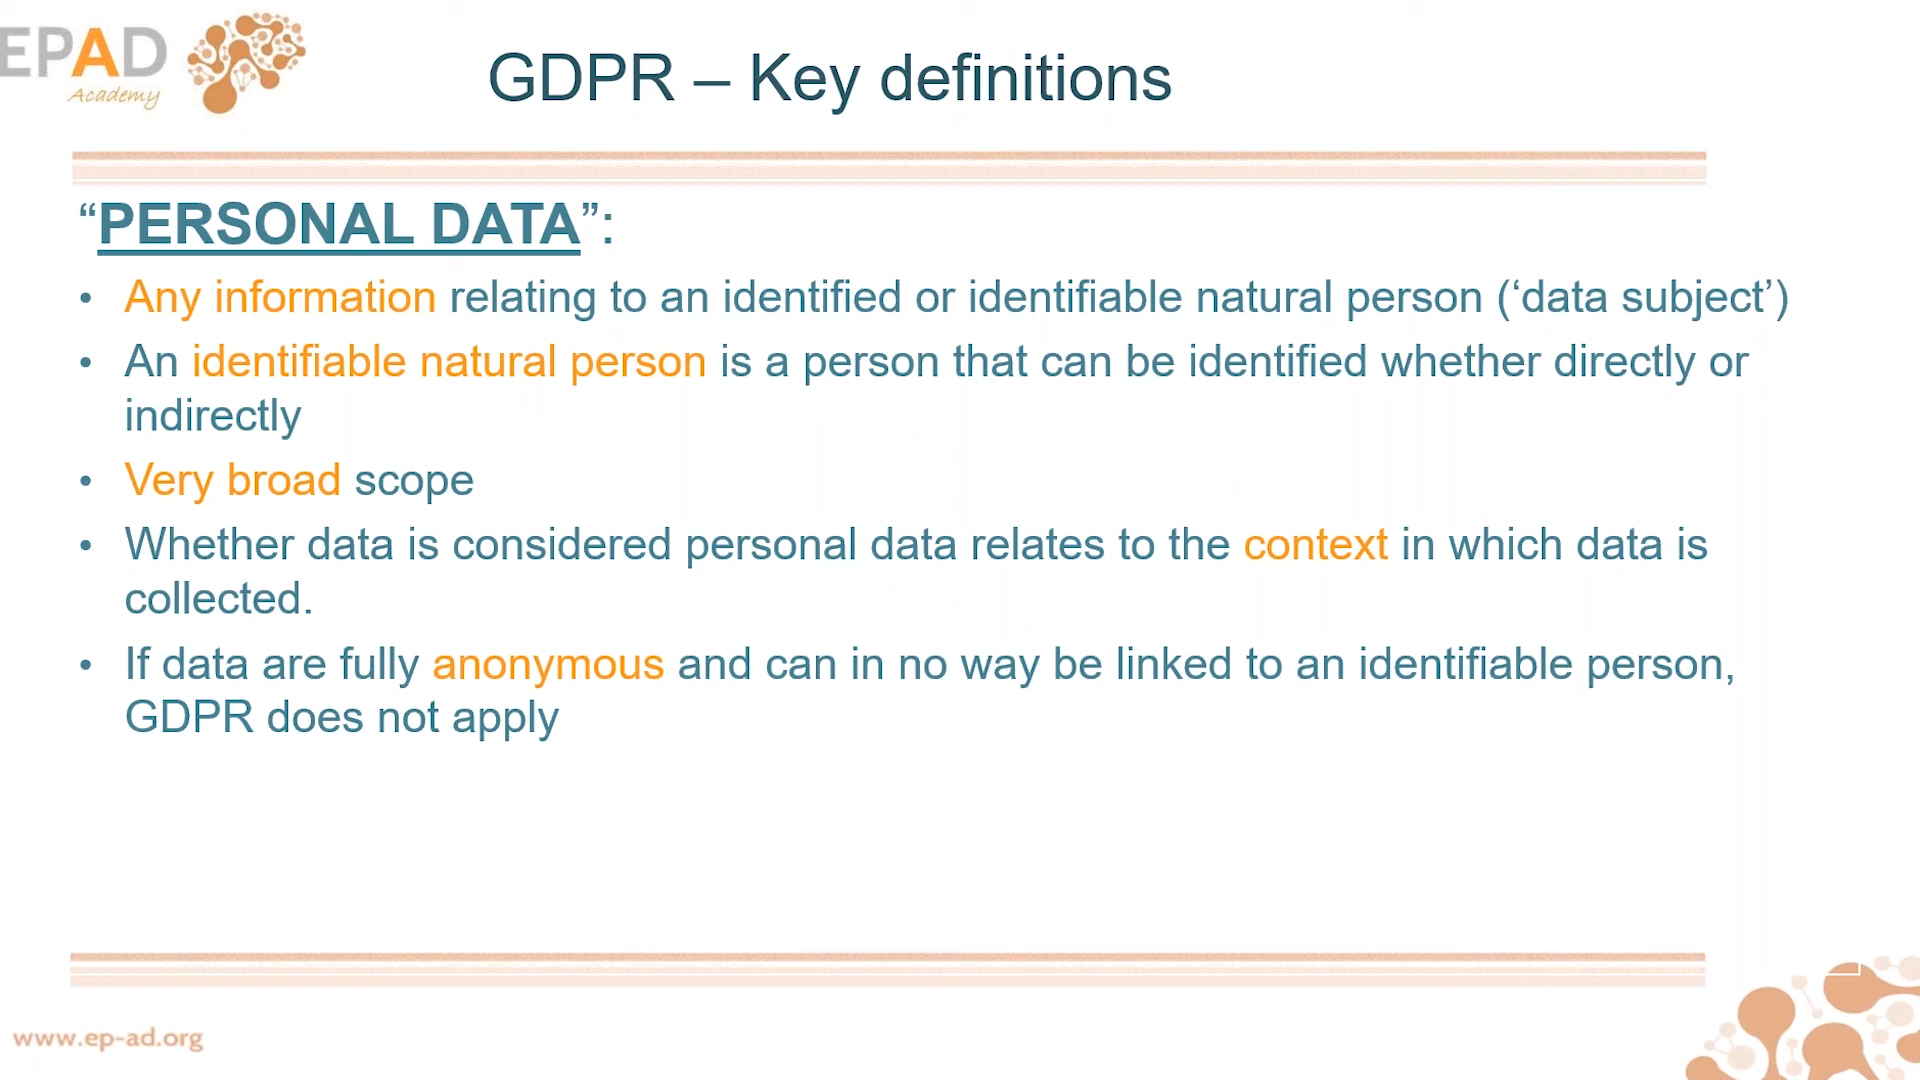 EPAD
Academy
GDPR – Key definitions
“PERSONAL DATA”:
• Any information relating to an identified or identifiable natural person (‘data subject’)
• An identifiable natural person is a person that can be identified whether directly or
indirectly
• Very broad scope
• Whether data is considered personal data relates to the context in which data is
collected.
• If data are fully anonymous and can in no way be linked to an identifiable person,
GDPR does not apply
www.ep-ad.org